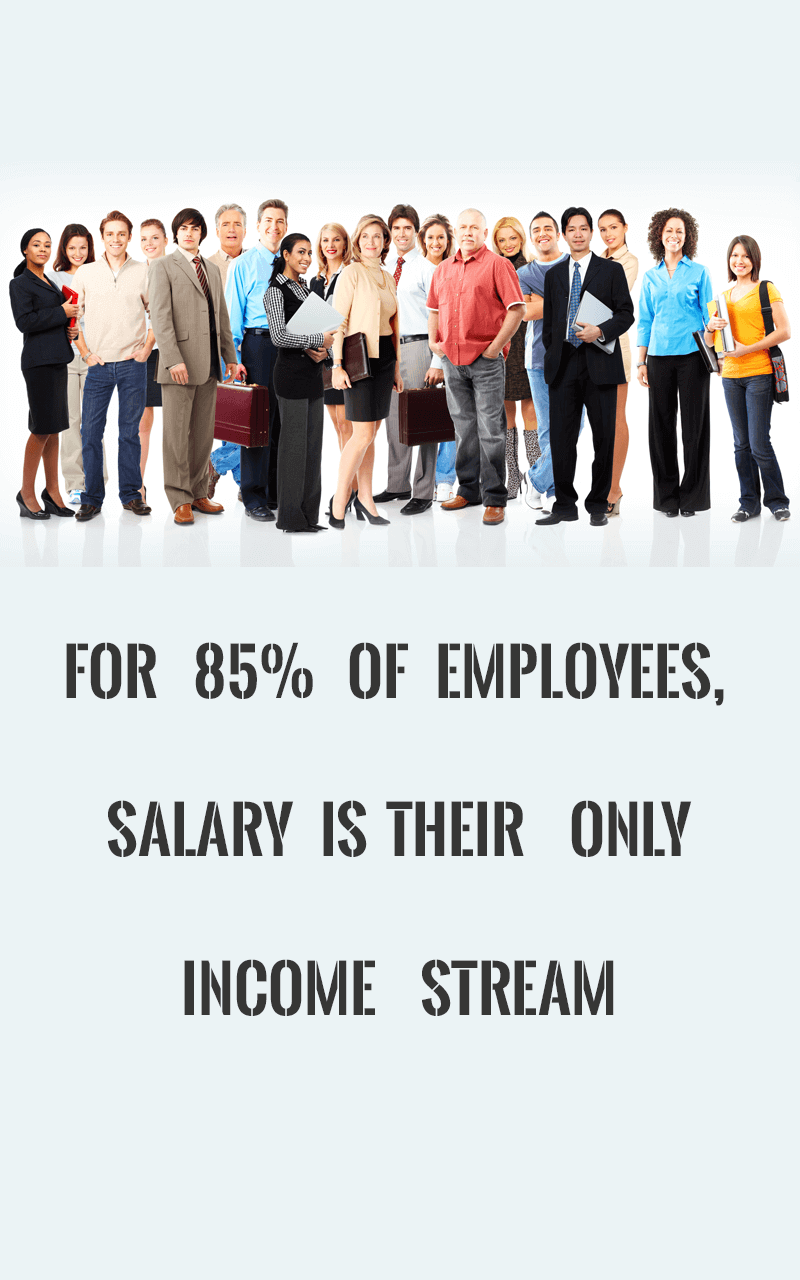 FOR 85% OF EMPLOYEES,
SALARY IS THEIR ONLY
INCOME STREAM